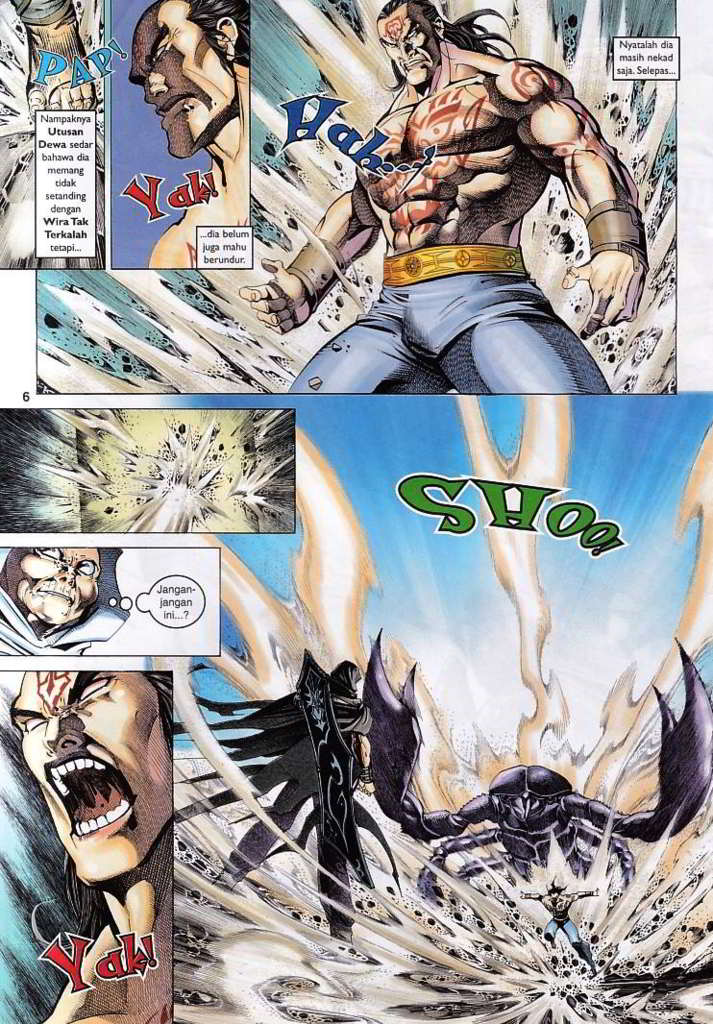 PAP!
Nampaknya
Utusan
Dewa sedar
bahawa dia
memang
tidak
setanding
dengan
Wira Tak
Terkalah
tetapi...
Yak!
...dia belum
juga mahu
berundur.
Hak...
Nyatalah dia
masih nekad
saja. Selepas...
6
SHOO!
Jangan-
jangan
ini...?
Yak!